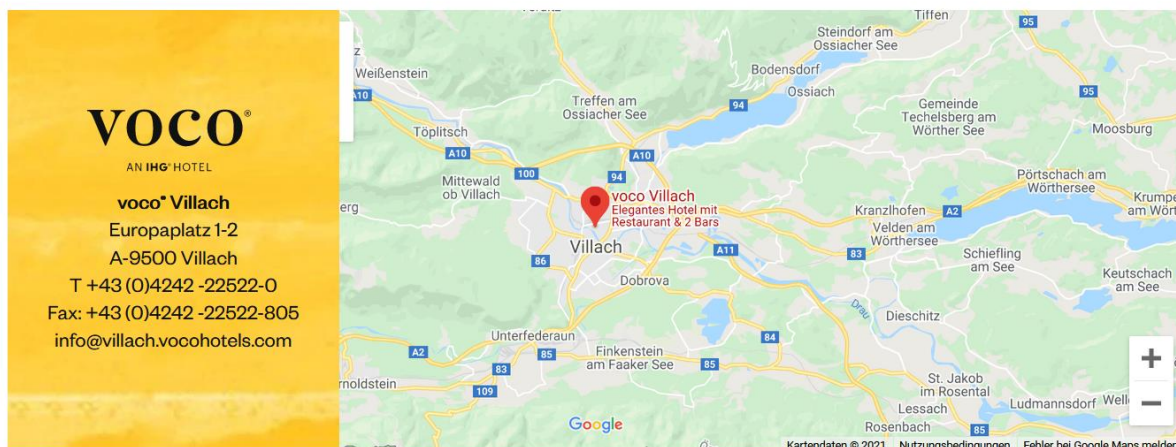 VOCO®
AN IHG® HOTEL
voco® Villach
Europaplatz 1-2
A-9500 Villach
T +43 (0)4242 -22522-0
Fax: +43 (0)4242 -22522-805
info@villach.vocohotels.com
Tiffen
95
Steindorf am
Ossiacher See
Weißenstein
Bodensdorf
A10
Ossiach
95
Treffen am
Ossiacher See
94
Gemeinde
Techelsberg am
Wörther See
Töplitsch
Moosburg
A10
A10
100
94
Mittewald
ob Villach
Pörtschach am
Wörthersee
voco Villach
Elegantes Hotel mit
Restaurant & 2 Bars
Kranzlhofen
A2
Velden am
Wörthersee
Villach
A11
83
86
Schiefling
am See
Keutschach
am See
Dobrova
Drau
Dieschitz
Unterfederaun
84
A2
85
Finkenstein
am Faaker See
85
83
109
St. Jakob
im Rosental
Ludmannsdorf
Lessach
Rosenbach
85
+
−
Google
Kartendaten © 2021 Nutzungsbedingungen Fehler bei Google Maps melden